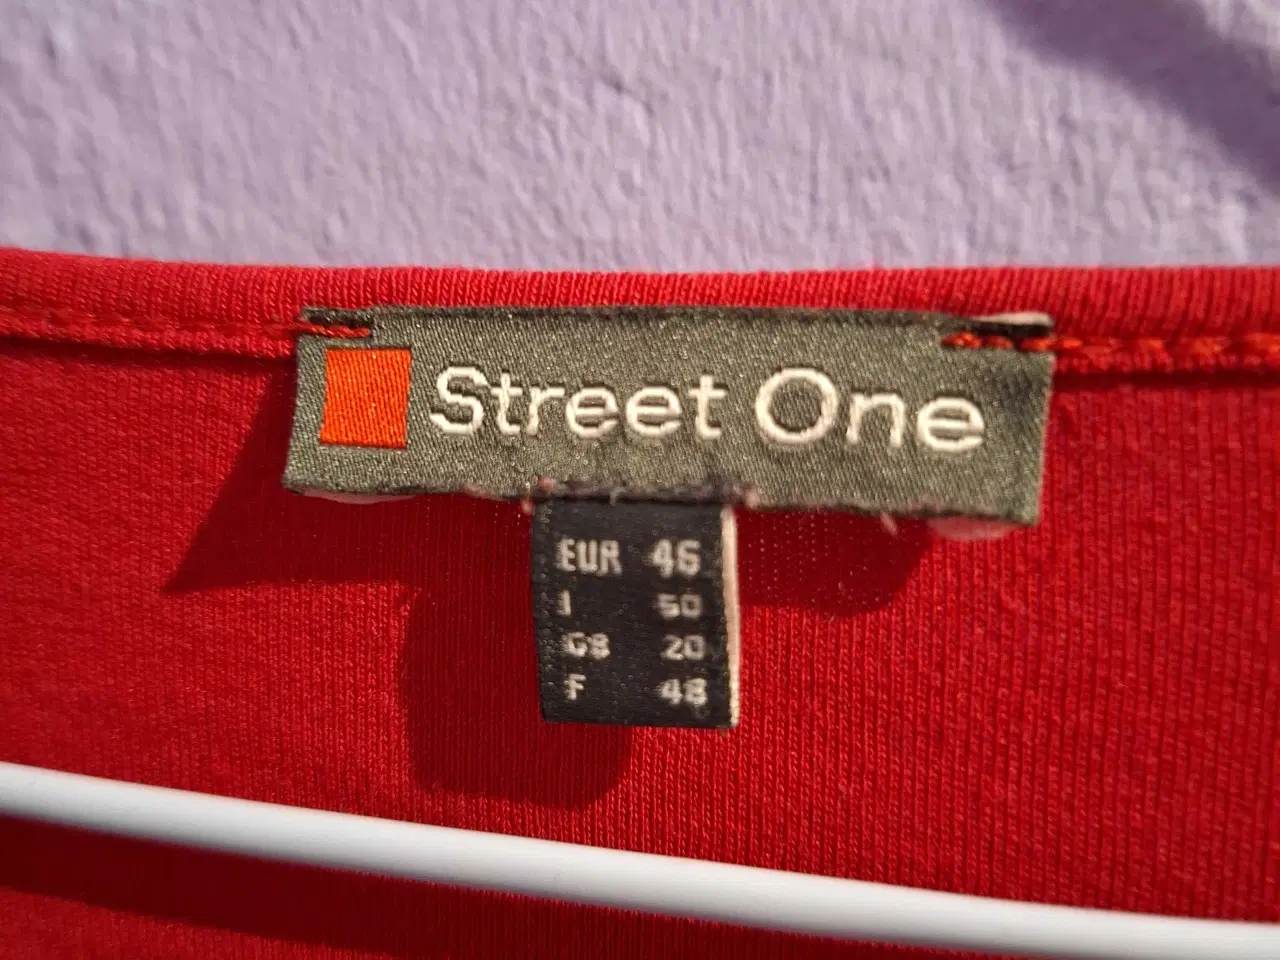 Street One
EUR 46
I 50
GB 20
F 48